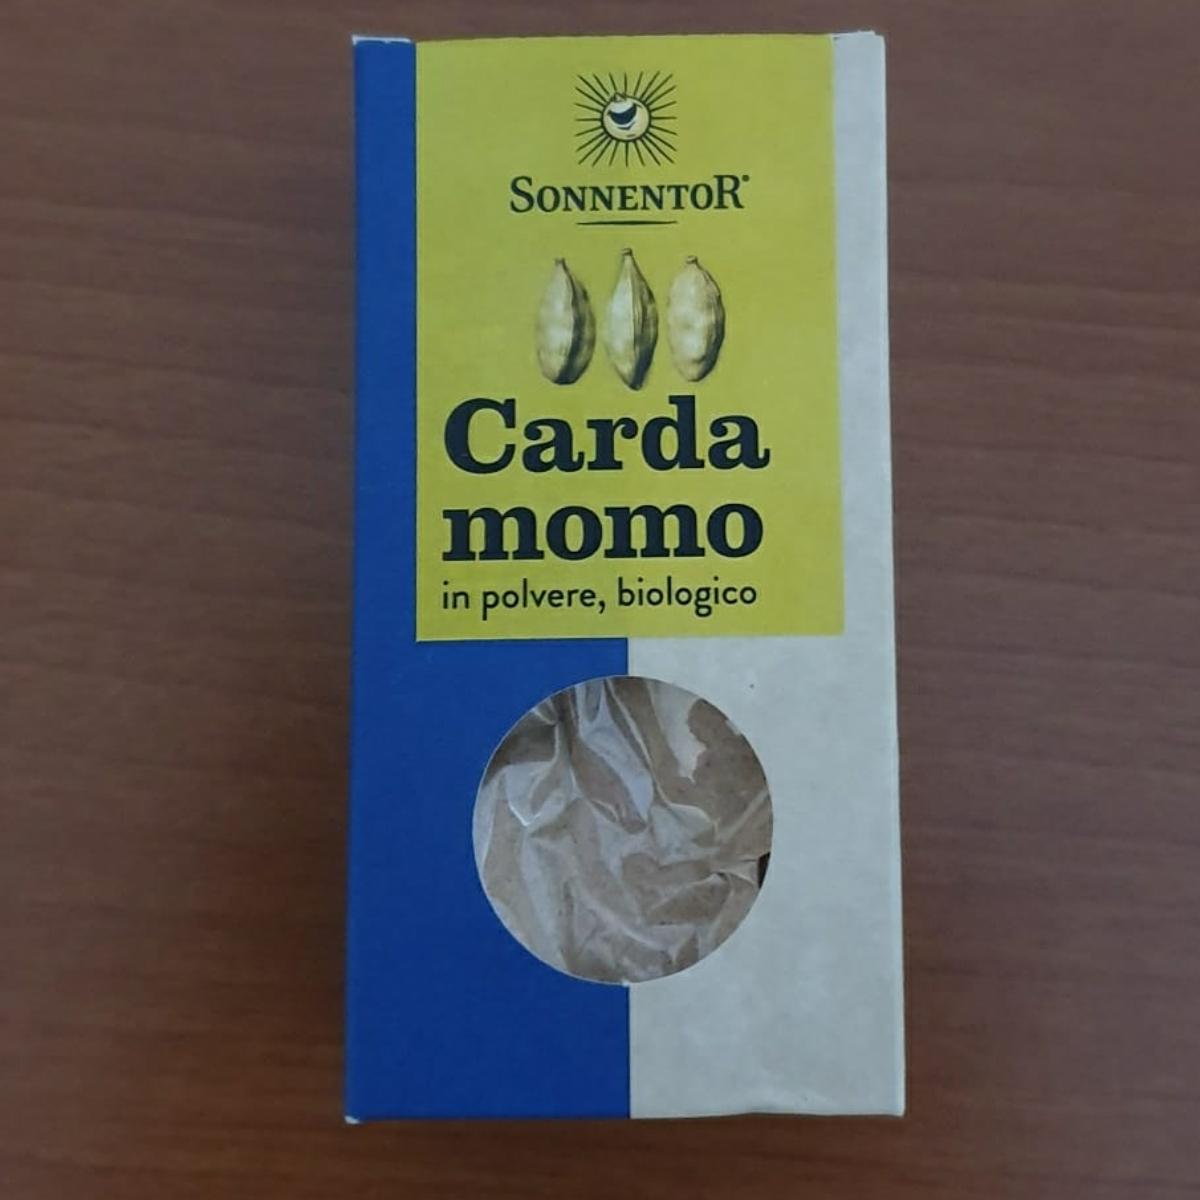 SONNENTOR®
Carda
momo
in polvere, biologico